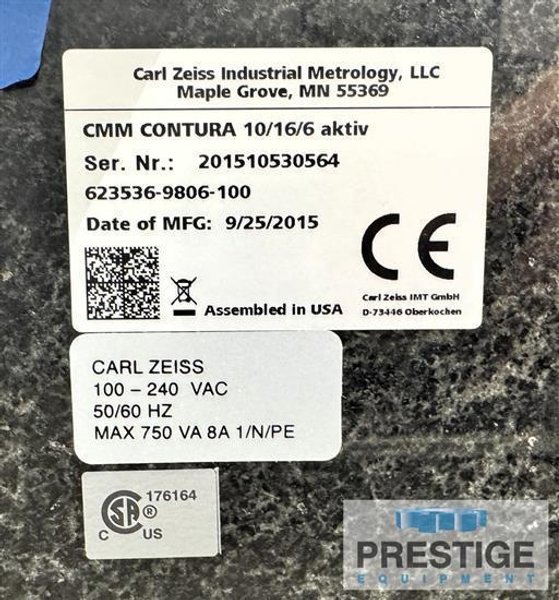 Carl Zeiss Industrial Metrology, LLC
Maple Grove, MN 55369
CMM CONTURA 10/16/6 aktiv
Ser. Nr.: 201510530564
623536-9806-100
Date of MFG: 9/25/2015
CE
Assembled in USA
Carl Zeiss IMT GmbH
D-73446 Oberkochen
CARL ZEISS
100 – 240 VAC
50/60 HZ
MAX 750 VA 8A 1/N/PE
176164
CSA ®
C US
PRESTIGE
EQUIPMENT